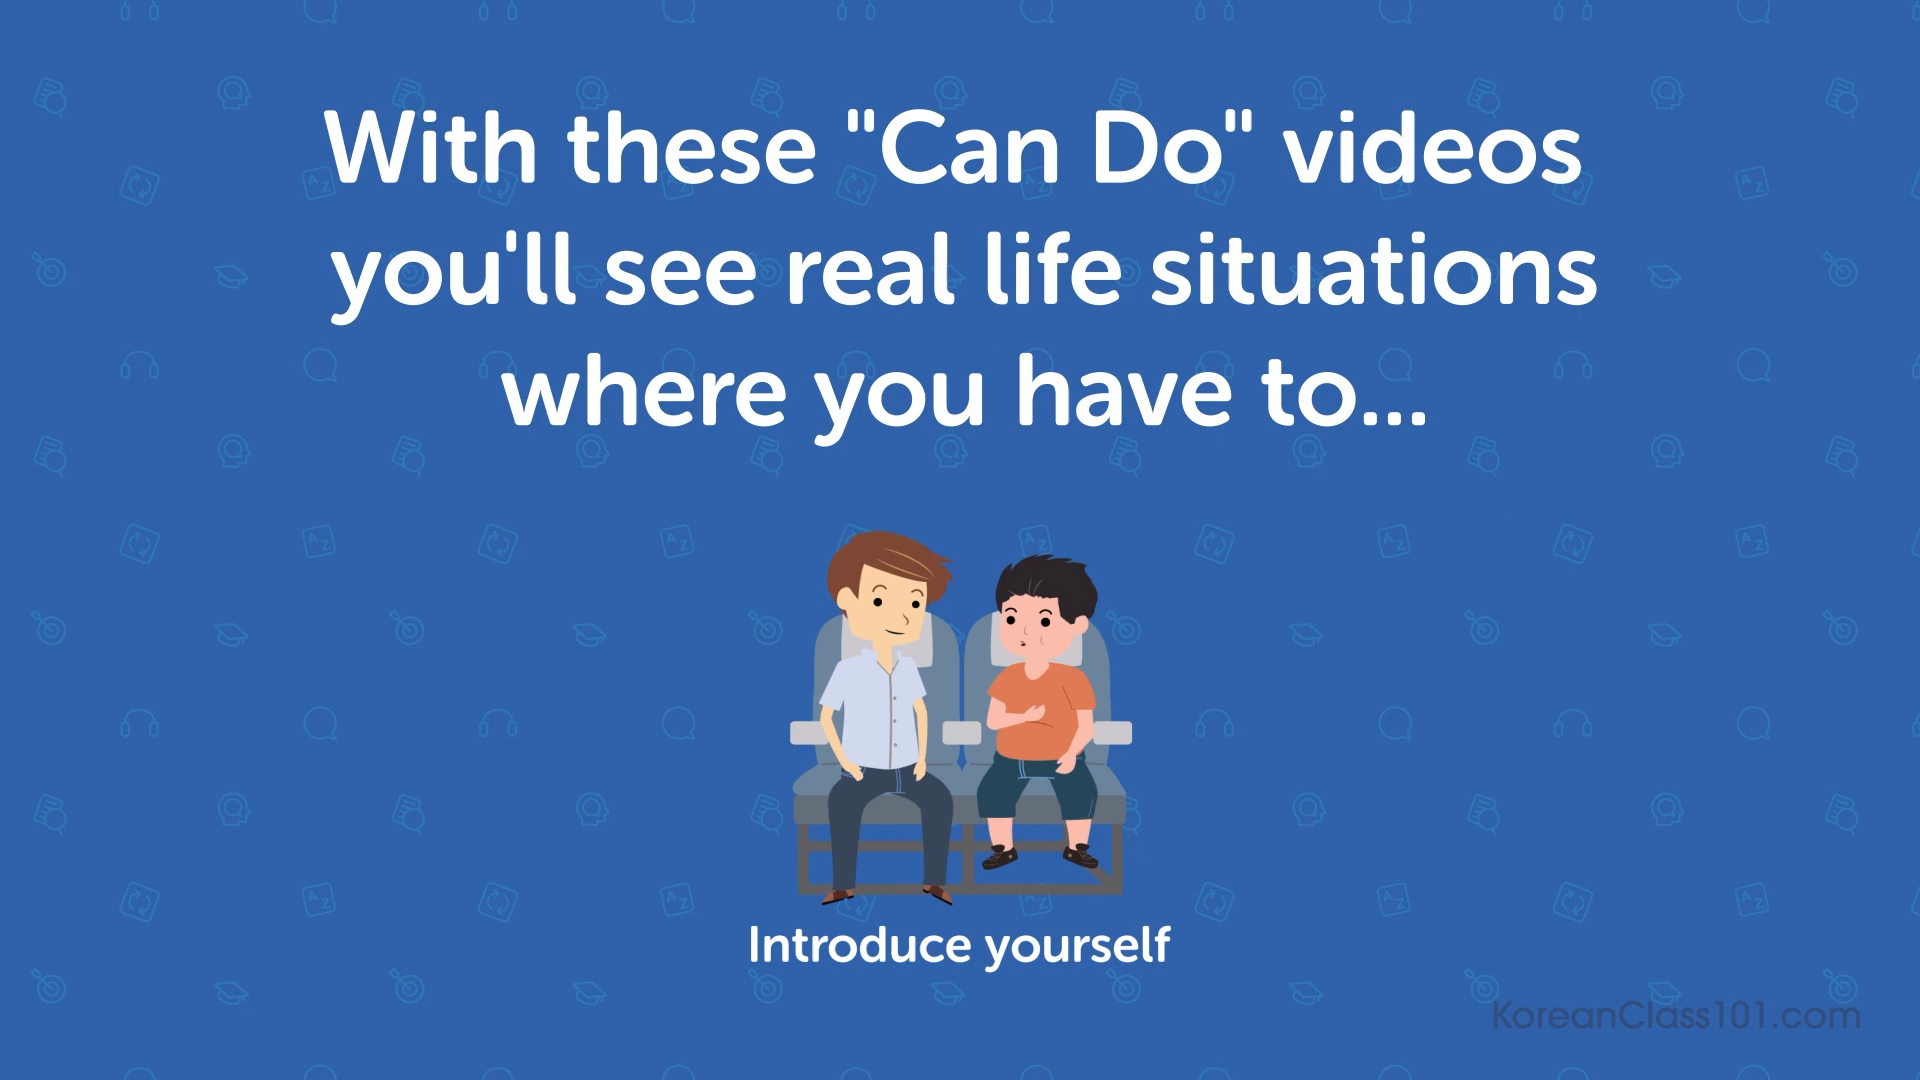 With these "Can Do" videos
you'll see real life situations
where you have to...
Introduce yourself
KoreanClass101.com